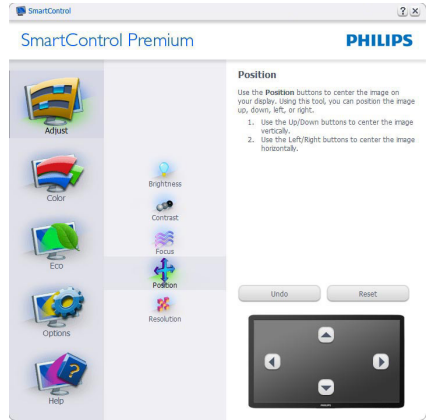 SmartControl
SmartControl Premium
PHILIPS
Adjust
Color
Eco
Options
Help
Brightness
Contrast
Focus
Position
Resolution
Position
Use the Position buttons to center the image on
your display. Using this tool, you can position the image
up, down, left, or right.
1. Use the Up/Down buttons to center the image
vertically.
2. Use the Left/Right buttons to center the image
horizontally.
Undo
Reset
PHILIPS